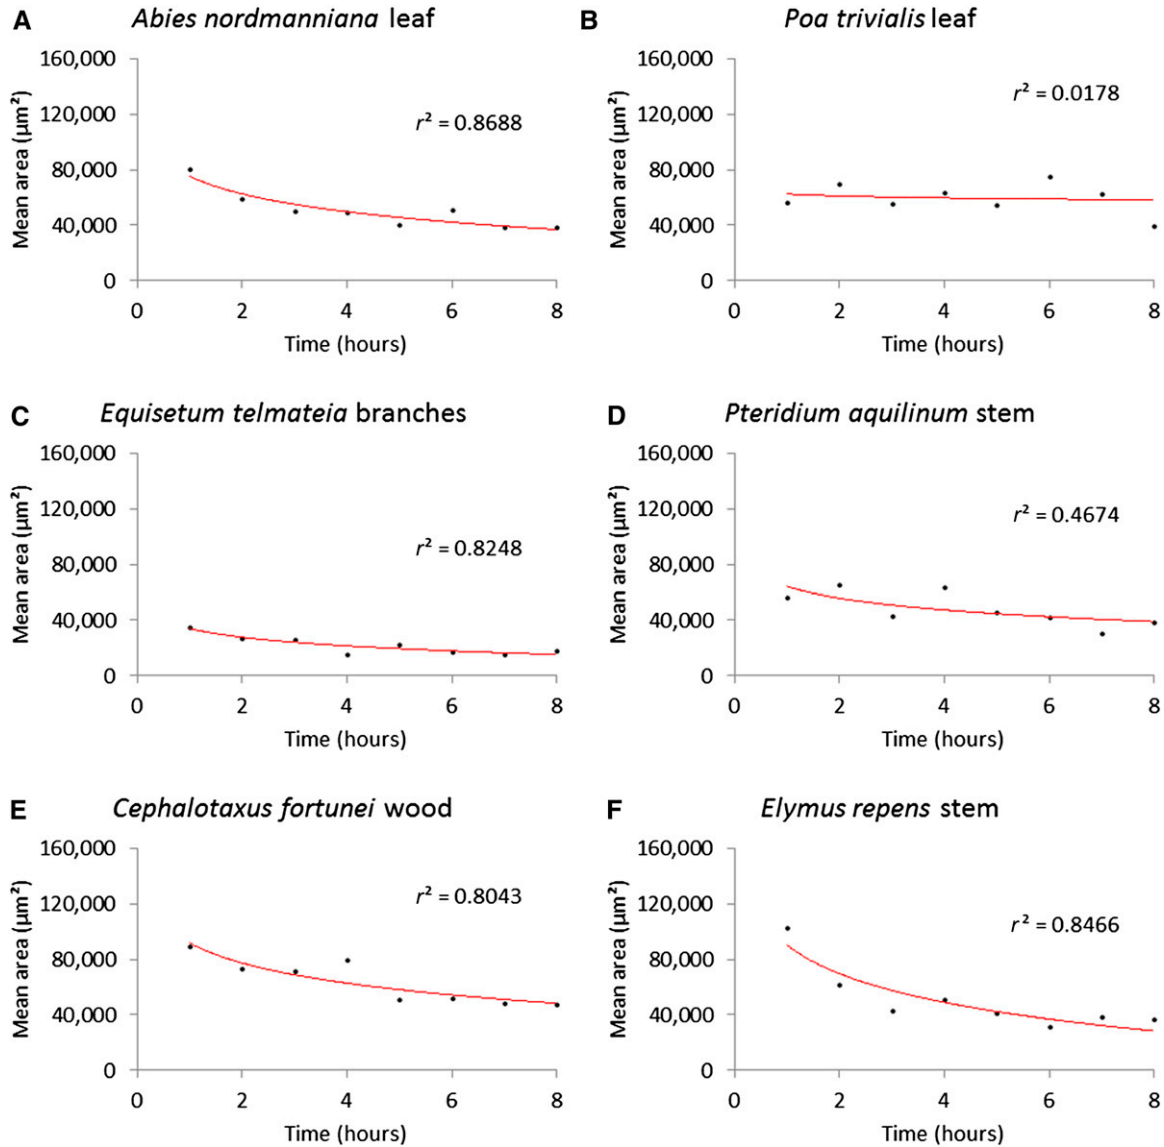 A Abies nordmanniana leaf
160,000
120,000
80,000
40,000
0
Mean area (µm²)
r² = 0.8688
0 2 4 6 8
Time (hours)
B Poa trivialis leaf
160,000
120,000
80,000
40,000
0
Mean area (µm²)
r² = 0.0178
0 2 4 6 8
Time (hours)
C Equisetum telmateia branches
160,000
120,000
80,000
40,000
0
Mean area (µm²)
r² = 0.8248
0 2 4 6 8
Time (hours)
D Pteridium aquilinum stem
160,000
120,000
80,000
40,000
0
Mean area (µm²)
r² = 0.4674
0 2 4 6 8
Time (hours)
E Cephalotaxus fortunei wood
160,000
120,000
80,000
40,000
0
Mean area (µm²)
r² = 0.8043
0 2 4 6 8
Time (hours)
F Elymus repens stem
160,000
120,000
80,000
40,000
0
Mean area (µm²)
r² = 0.8466
0 2 4 6 8
Time (hours)